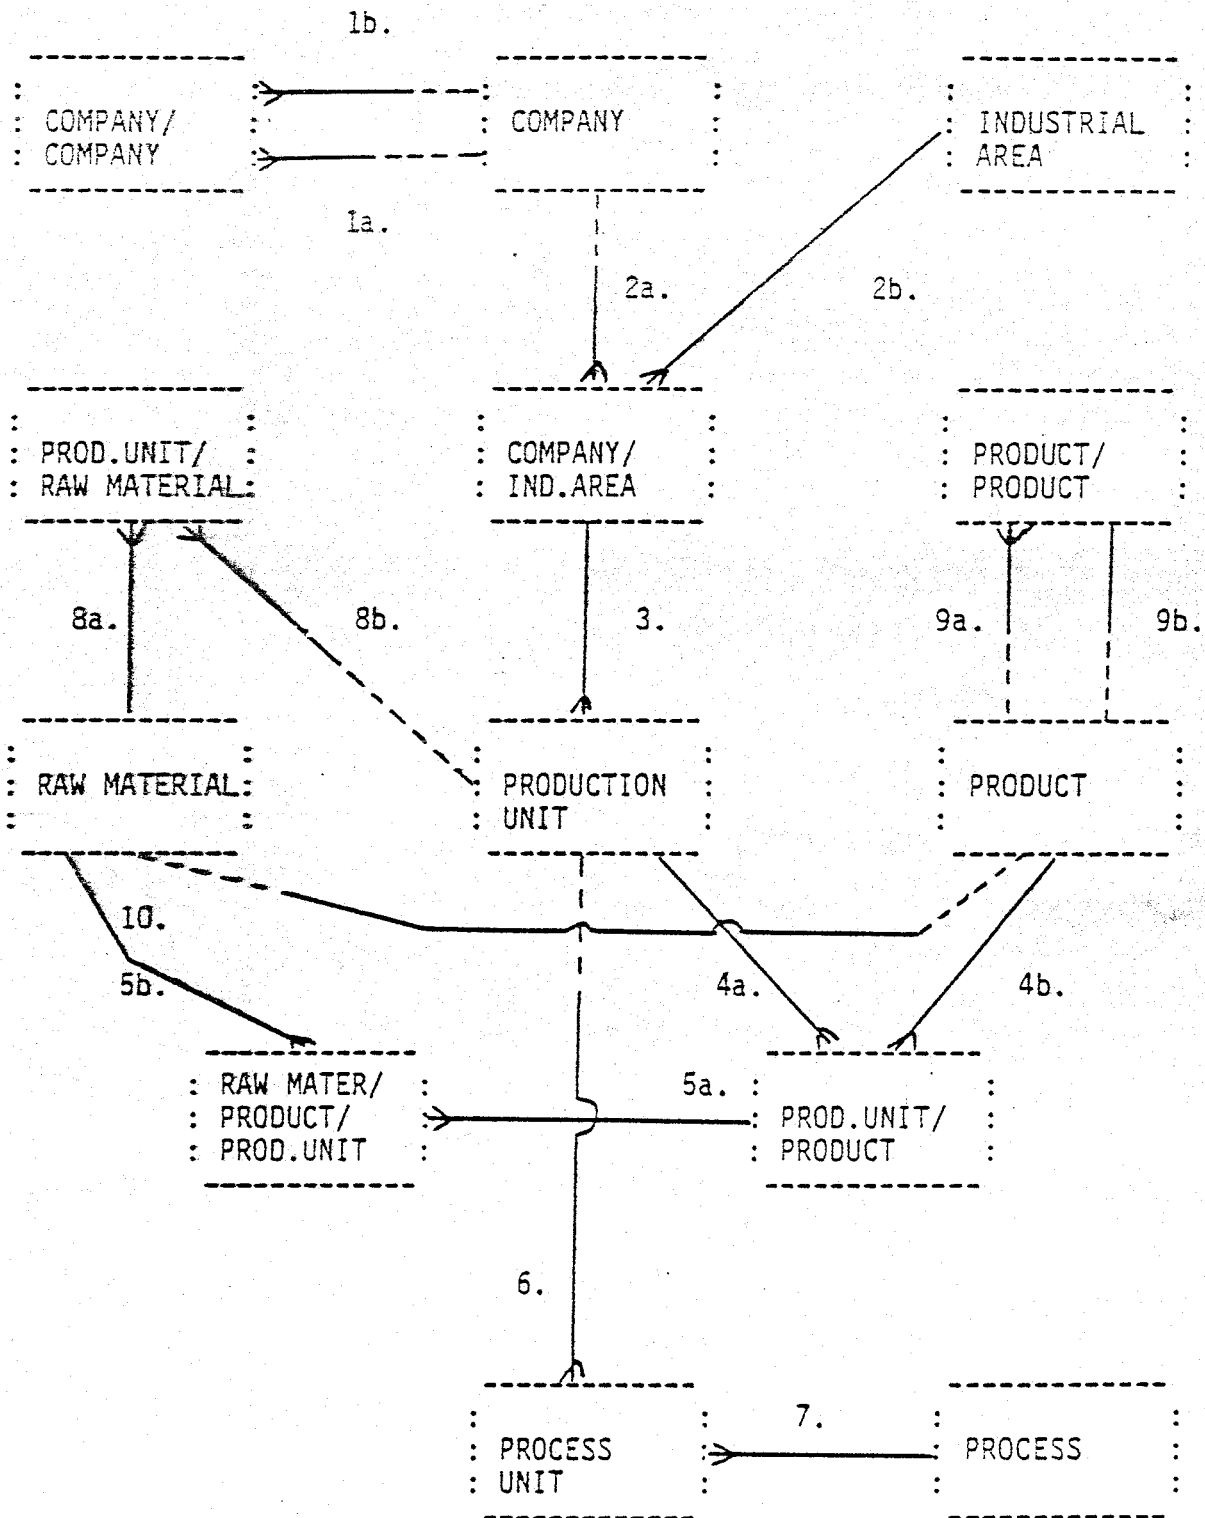 1b.
COMPANY/
COMPANY
COMPANY
INDUSTRIAL
AREA
1a.
2a.
2b.
PROD.UNIT/
RAW MATERIAL
COMPANY/
IND.AREA
PRODUCT/
PRODUCT
8a.
8b.
3.
9a.
9b.
RAW MATERIAL
PRODUCTION
UNIT
PRODUCT
10.
5b.
4a.
4b.
RAW MATER/
PRODUCT/
PROD.UNIT
5a.
PROD.UNIT/
PRODUCT
6.
7.
PROCESS
UNIT
PROCESS